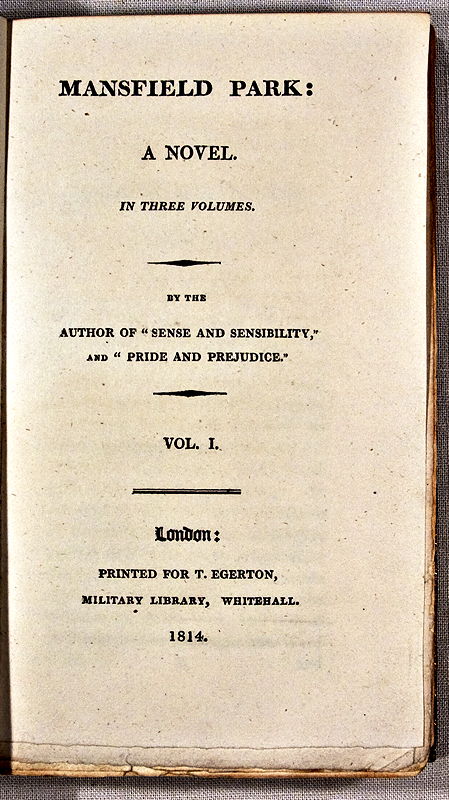 MANSFIELD PARK:
A NOVEL.
IN THREE VOLUMES.
BY THE
AUTHOR OF “ SENSE AND SENSIBILITY,”
AND “ PRIDE AND PREJUDICE.”
VOL. I.
London:
PRINTED FOR T. EGERTON,
MILITARY LIBRARY, WHITEHALL.
1814.